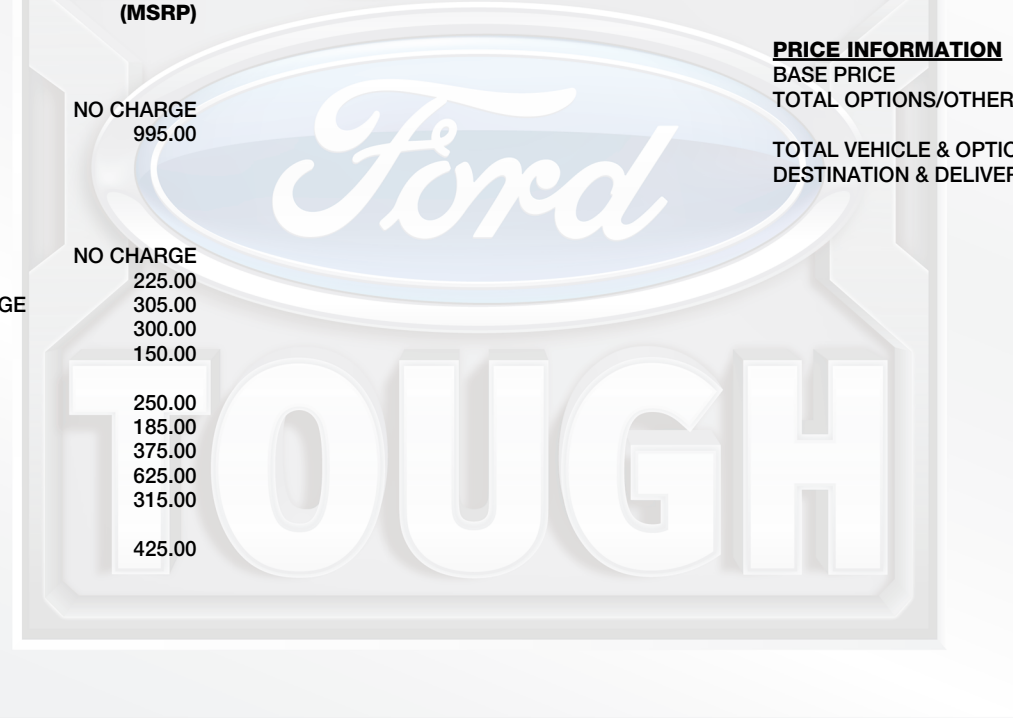 (MSRP)
NO CHARGE
995.00
NO CHARGE
225.00
GE 305.00
300.00
150.00
250.00
185.00
375.00
625.00
315.00
425.00
PRICE INFORMATION
BASE PRICE
TOTAL OPTIONS/OTHER
TOTAL VEHICLE & OPTIO
DESTINATION & DELIVER
Ford
TOUGH